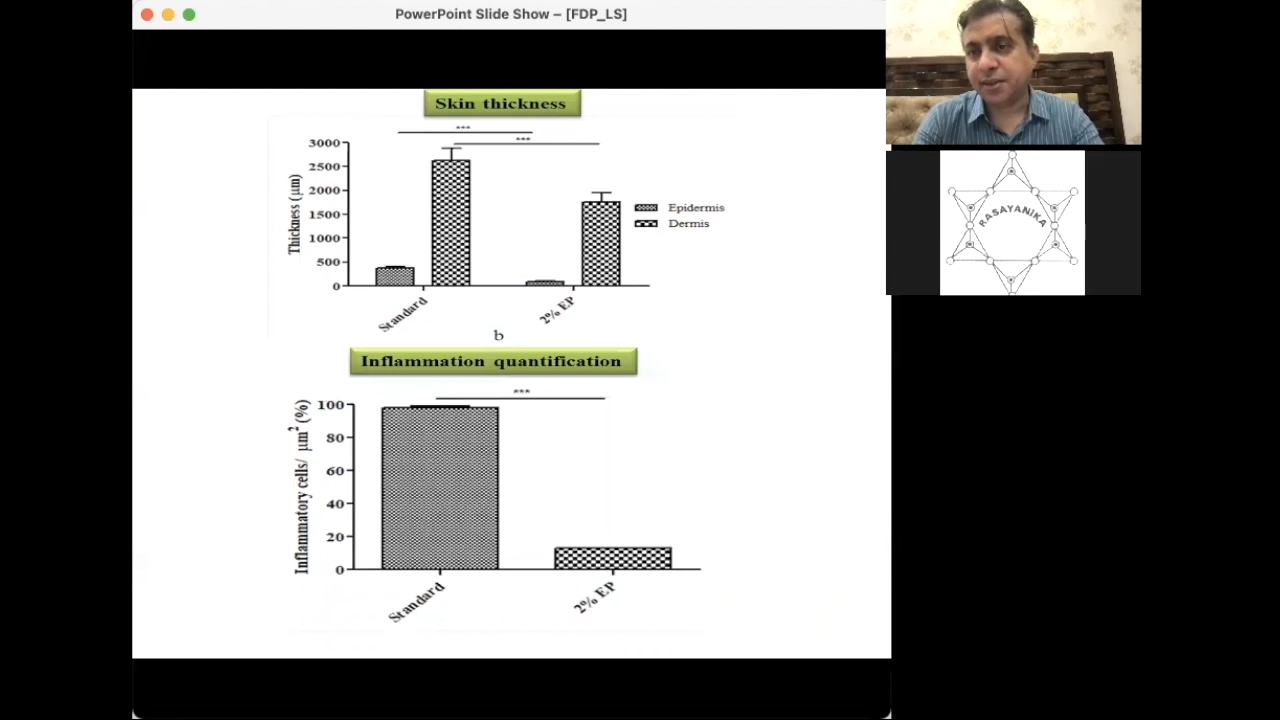 PowerPoint Slide Show – [FDP_LS]
Skin thickness
***
***
3000
2500
2000
1500
1000
500
0
Thickness (μm)
Epidermis
Dermis
Standard
2% EP
b
Inflammation quantification
***
100
80
60
40
20
0
Inflammatory cells/ μm² (%)
Standard
2% EP
RASAYANIKA